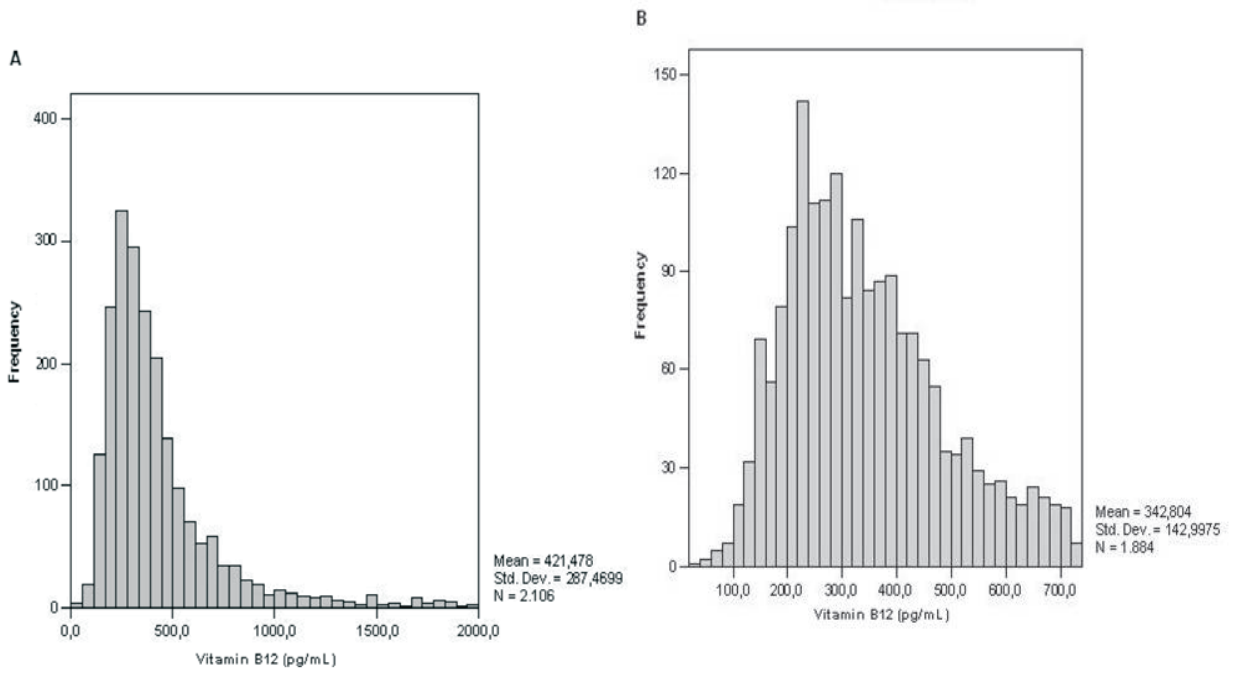 A
400
300
200
100
0
Frequency
0,0 500,0 1000,0 1500,0 2000,0
Vitamin B12 (pg/mL)
Mean = 421,478
Std. Dev. = 287,4699
N = 2.106
B
150
120
90
60
30
0
Frequency
100,0 200,0 300,0 400,0 500,0 600,0 700,0
Vitamin B12 (pg/mL)
Mean = 342,804
Std. Dev. = 142,9975
N = 1.884